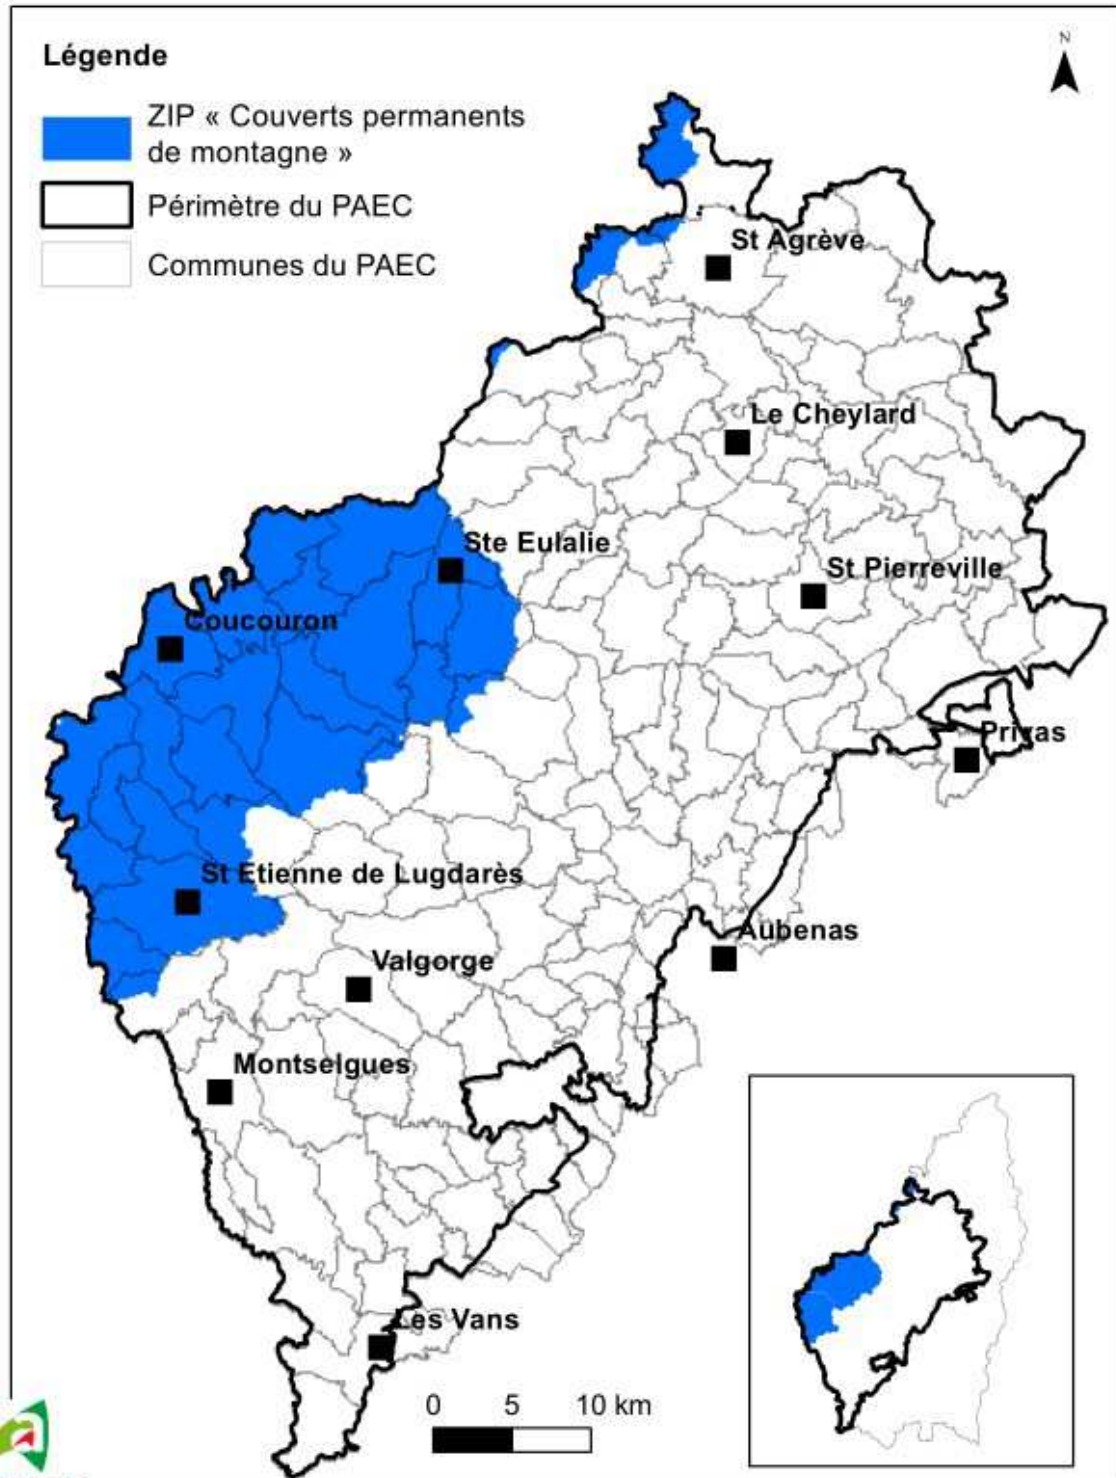 Légende
ZIP « Couverts permanents
de montagne »
Périmètre du PAEC
Communes du PAEC
N
St Agrève
Le Cheylard
Ste Eulalie
St Pierreville
Coucouron
Privas
St Etienne de Lugdarès
Aubenas
Valgorge
Montselgues
Les Vans
0 5 10 km